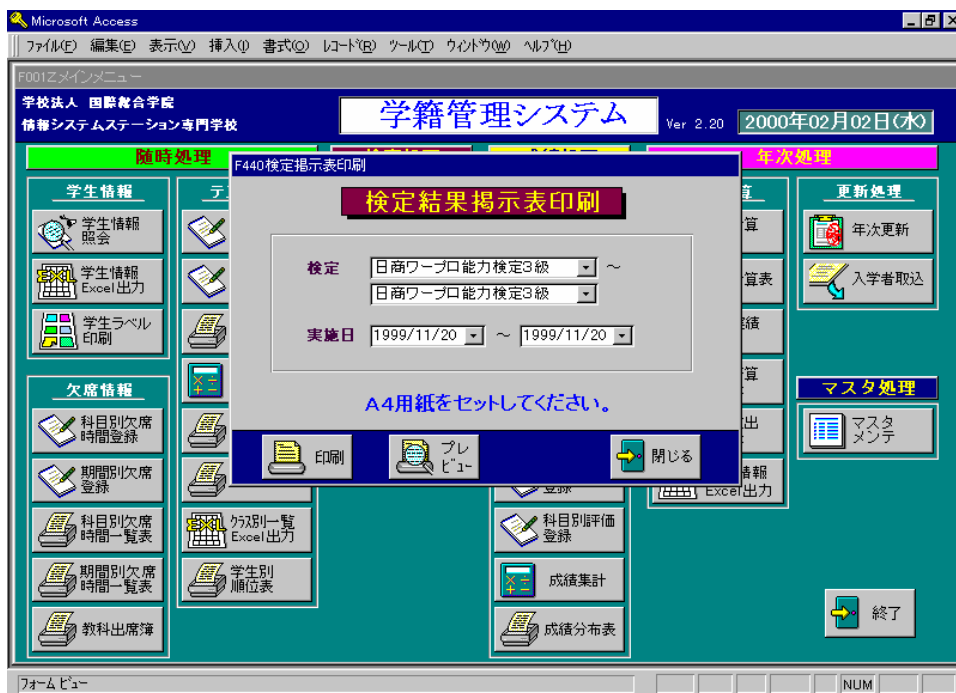 Microsoft Access
ファイル(F) 編集(E) 表示(V) 挿入(I) 書式(O) レコード(R) ツール(T) ウィンドウ(W) ヘルプ(H)
F001Zメインメニュー
学校法人 国際総合学院
情報システムステーション専門学校
学籍管理システム
Ver 2.20
2000年02月02日(水)
随時処理
年次処理
F440検定掲示表印刷
検定結果掲示表印刷
検定
日商ワープロ能力検定3級 ～
日商ワープロ能力検定3級
実施日 1999/11/20 ～ 1999/11/20
A4用紙をセットしてください。
印刷
プレ
ビュー
閉じる
学生情報
学生情報
照会
学生情報
Excel出力
学生ラベル
印刷
欠席情報
科目別欠席
時間登録
期間別欠席
登録
科目別欠席
時間一覧表
期間別欠席
時間一覧表
教科出席簿
クラス別一覧
Excel出力
学生別
順位表
登録
科目別評価
登録
成績集計
成績分布表
Excel出力
更新処理
年次更新
入学者取込
マスタ処理
マスタ
メンテ
終了
フォーム ビュー
NUM